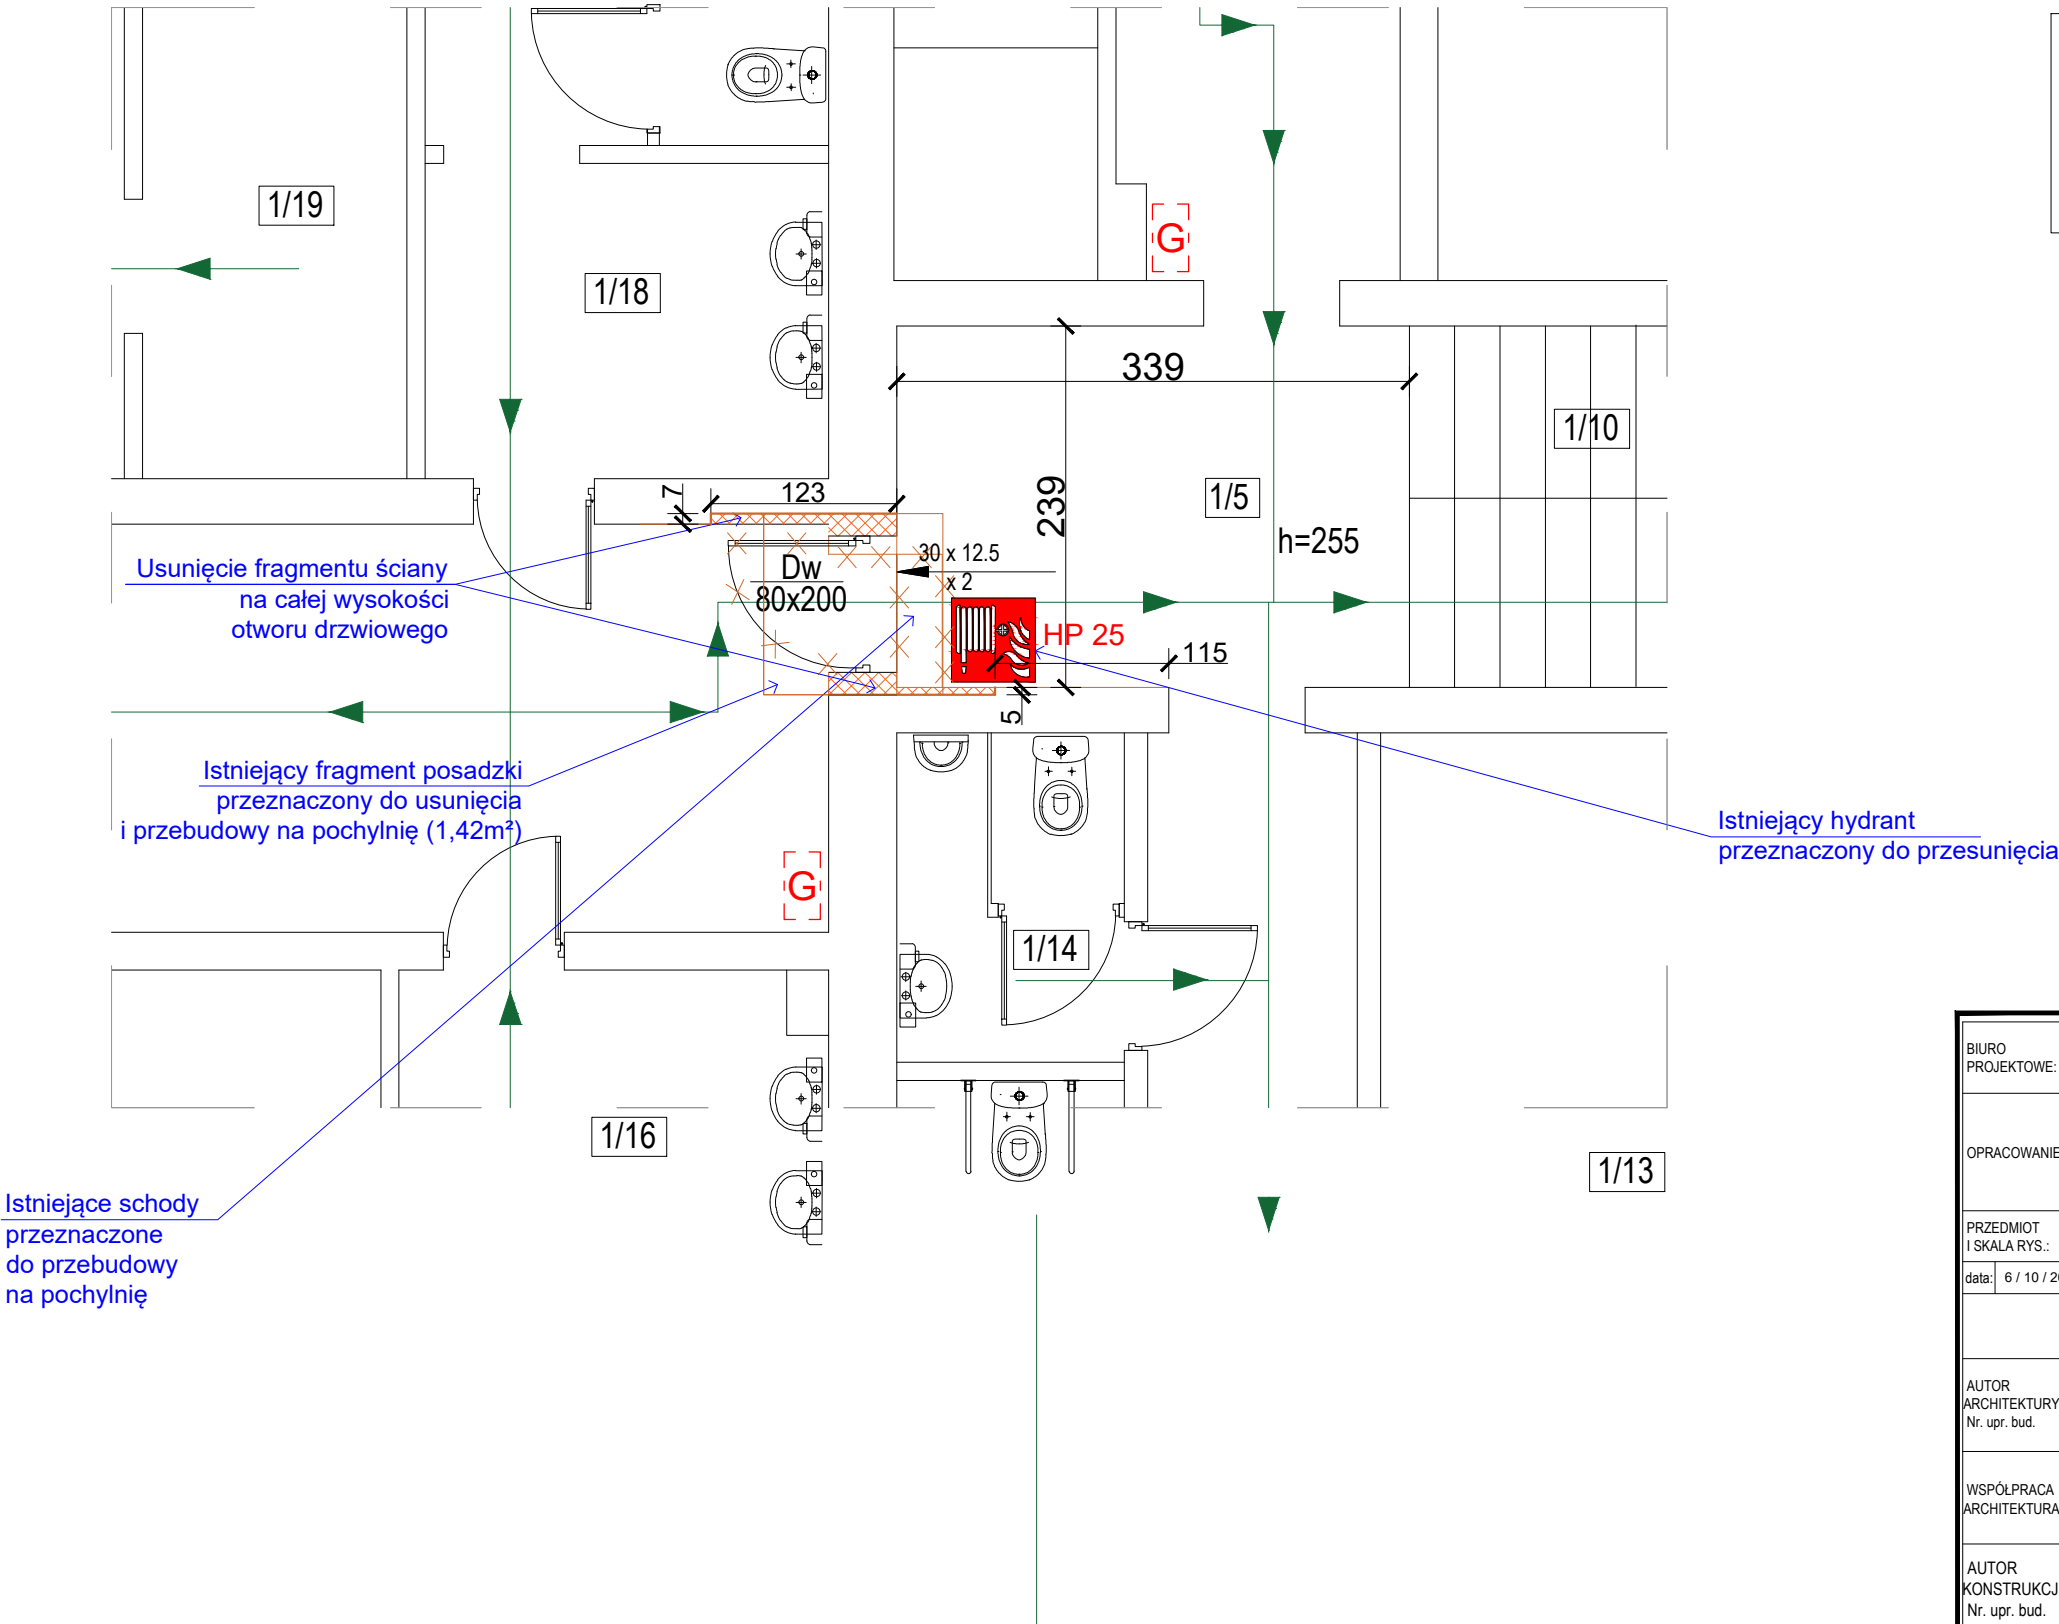 1/19
1/18
G
339
1/10
7
123
239
1/5
h=255
30 x 12.5
x 2
Dw
80x200
Usunięcie fragmentu ściany
na całej wysokości
otworu drzwiowego
HP 25
115
5
Istniejący fragment posadzki
przeznaczony do usunięcia
i przebudowy na pochylnię (1,42m²)
Istniejący hydrant
przeznaczony do przesunięcia
G
1/14
1/16
1/13
Istniejące schody
przeznaczone
do przebudowy
na pochylnię
BIURO
PROJEKTOWE:
OPRACOWANIE
PRZEDMIOT
I SKALA RYS.:
data: 6 / 10 / 2
AUTOR
ARCHITEKTURY
Nr. upr. bud.
WSPÓŁPRACA
ARCHITEKTURA
AUTOR
KONSTRUKCJ
Nr. upr. bud.